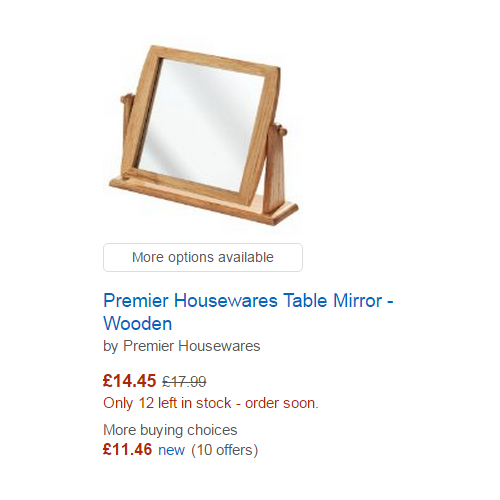 More options available
Premier Housewares Table Mirror -
Wooden
by Premier Housewares
£14.45 £17.99
Only 12 left in stock - order soon.
More buying choices
£11.46 new (10 offers)